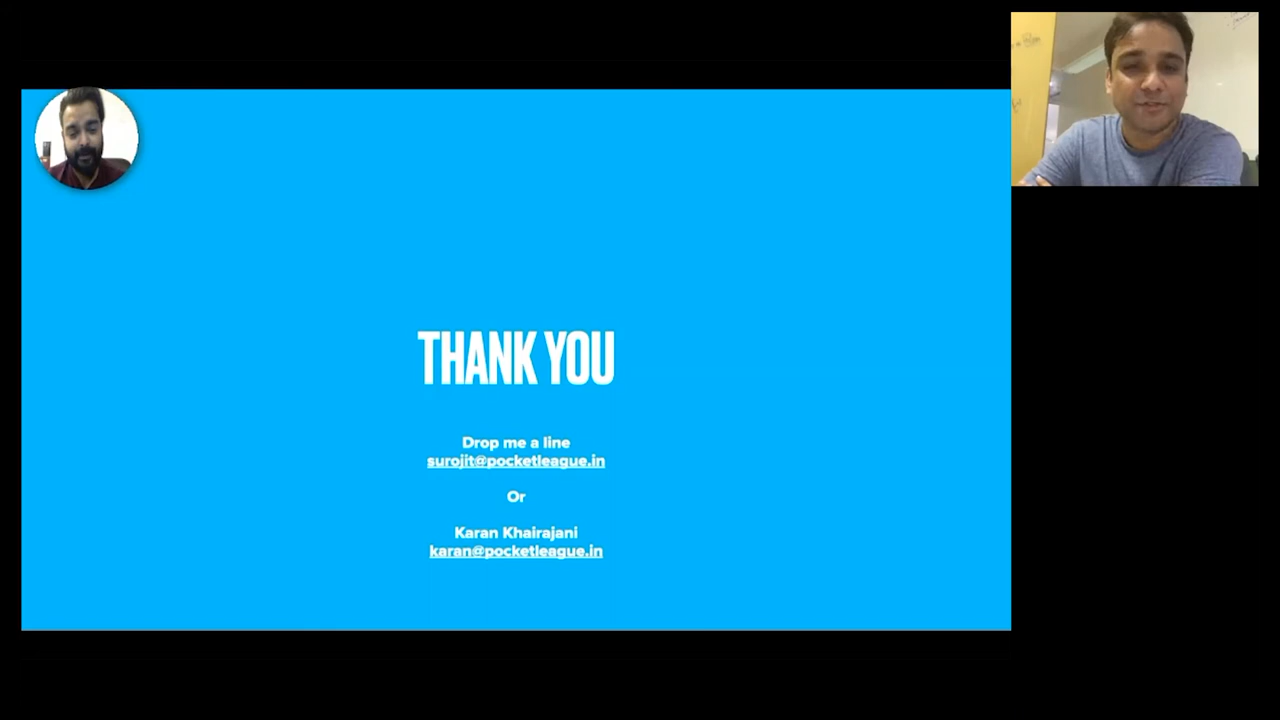 THANK YOU
Drop me a line
surojit@pocketleague.in
Or
Karan Khairajani
karan@pocketleague.in